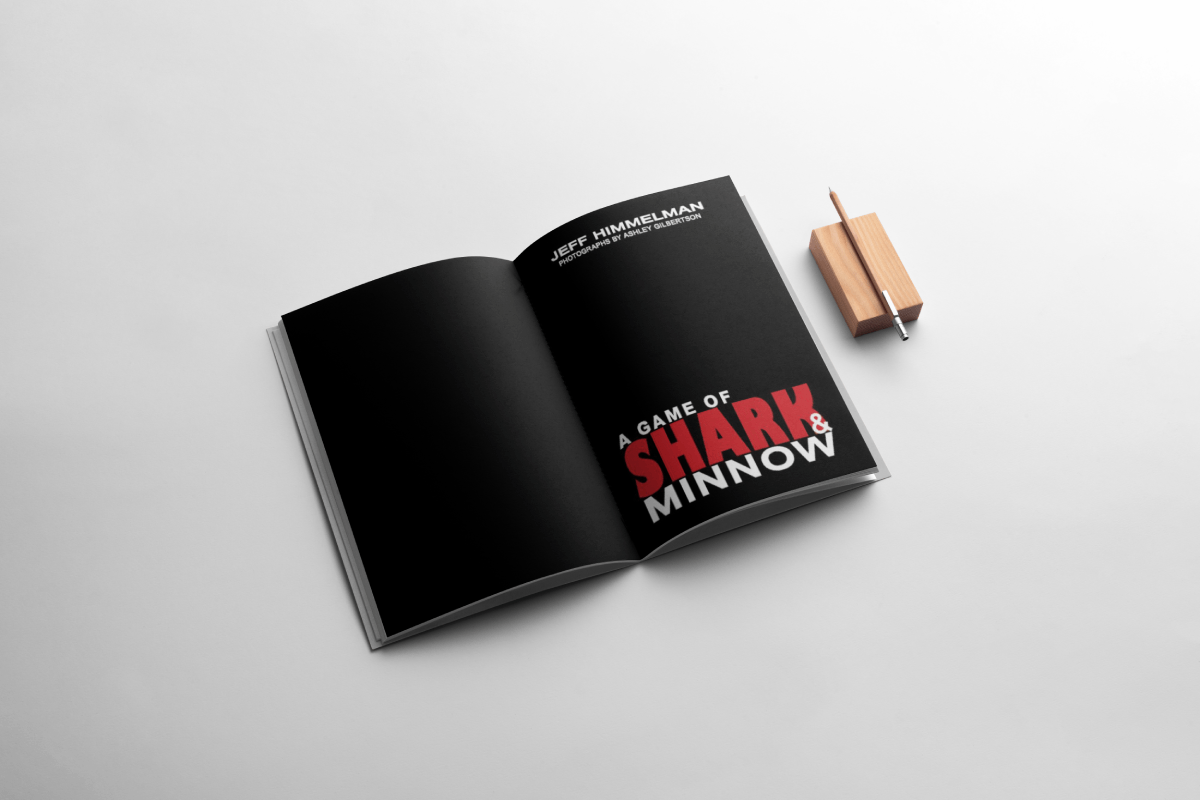 JEFF HIMMELMAN
PHOTOGRAPHS BY ASHLEY GILBERTSON
A GAME OF
SHARK
&
MINNOW